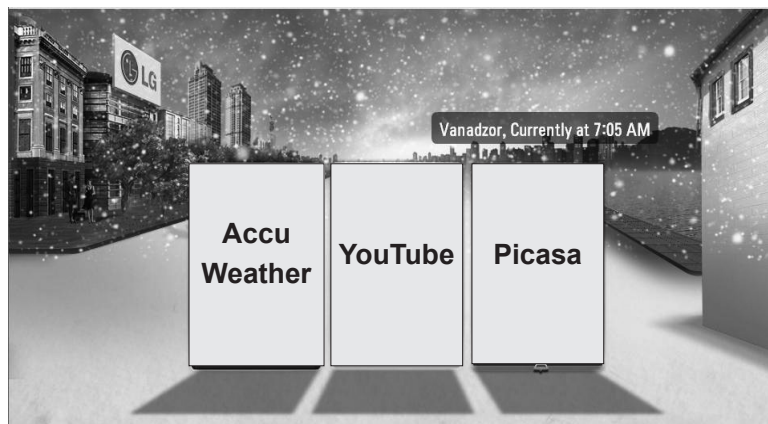 LG
Vanadzor, Currently at 7:05 AM
Accu
Weather
YouTube
Picasa